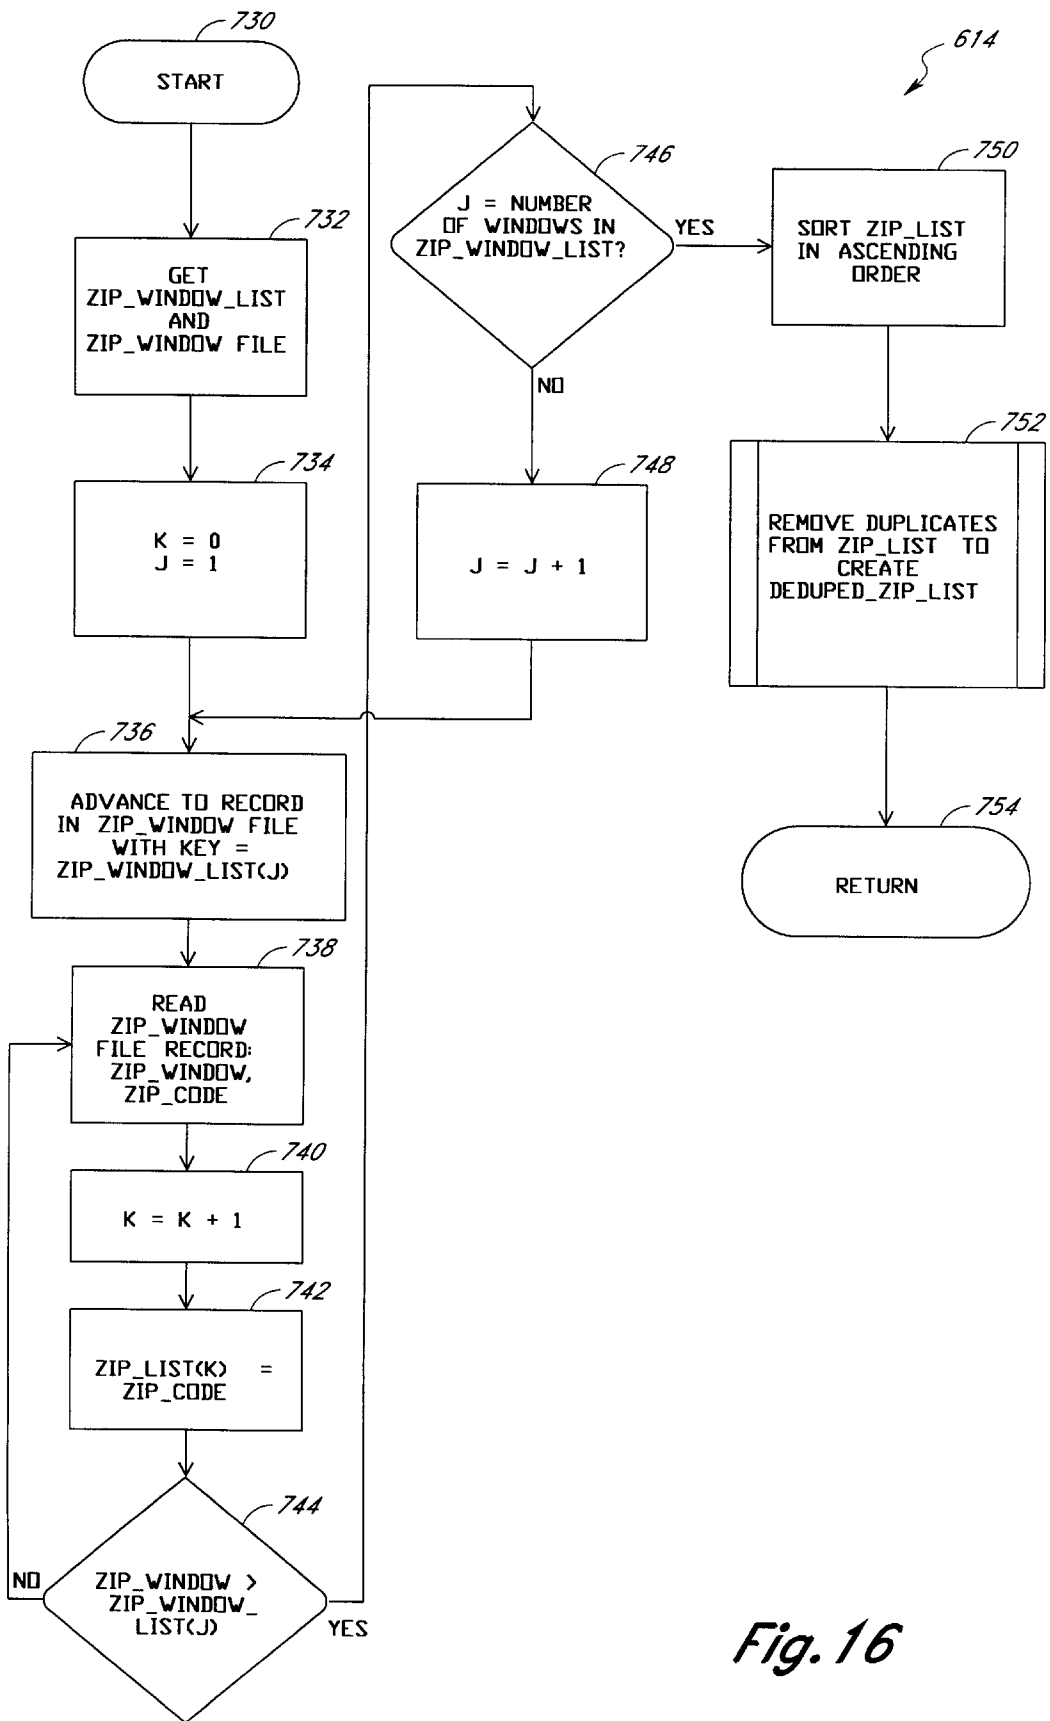 730
START
732
GET
ZIP_WINDOW_LIST
AND
ZIP_WINDOW FILE
734
K = 0
J = 1
736
ADVANCE TO RECORD
IN ZIP_WINDOW FILE
WITH KEY =
ZIP_WINDOW_LIST(J)
738
READ
ZIP_WINDOW
FILE RECORD:
ZIP_WINDOW,
ZIP_CODE
740
K = K + 1
742
ZIP_LIST(K) =
ZIP_CODE
744
ZIP_WINDOW >
ZIP_WINDOW_
LIST(J)
NO
YES
746
J = NUMBER
OF WINDOWS IN
ZIP_WINDOW_LIST?
YES
NO
748
J = J + 1
614
750
SORT ZIP_LIST
IN ASCENDING
ORDER
752
REMOVE DUPLICATES
FROM ZIP_LIST TO
CREATE
DEDUPED_ZIP_LIST
754
RETURN
Fig. 16